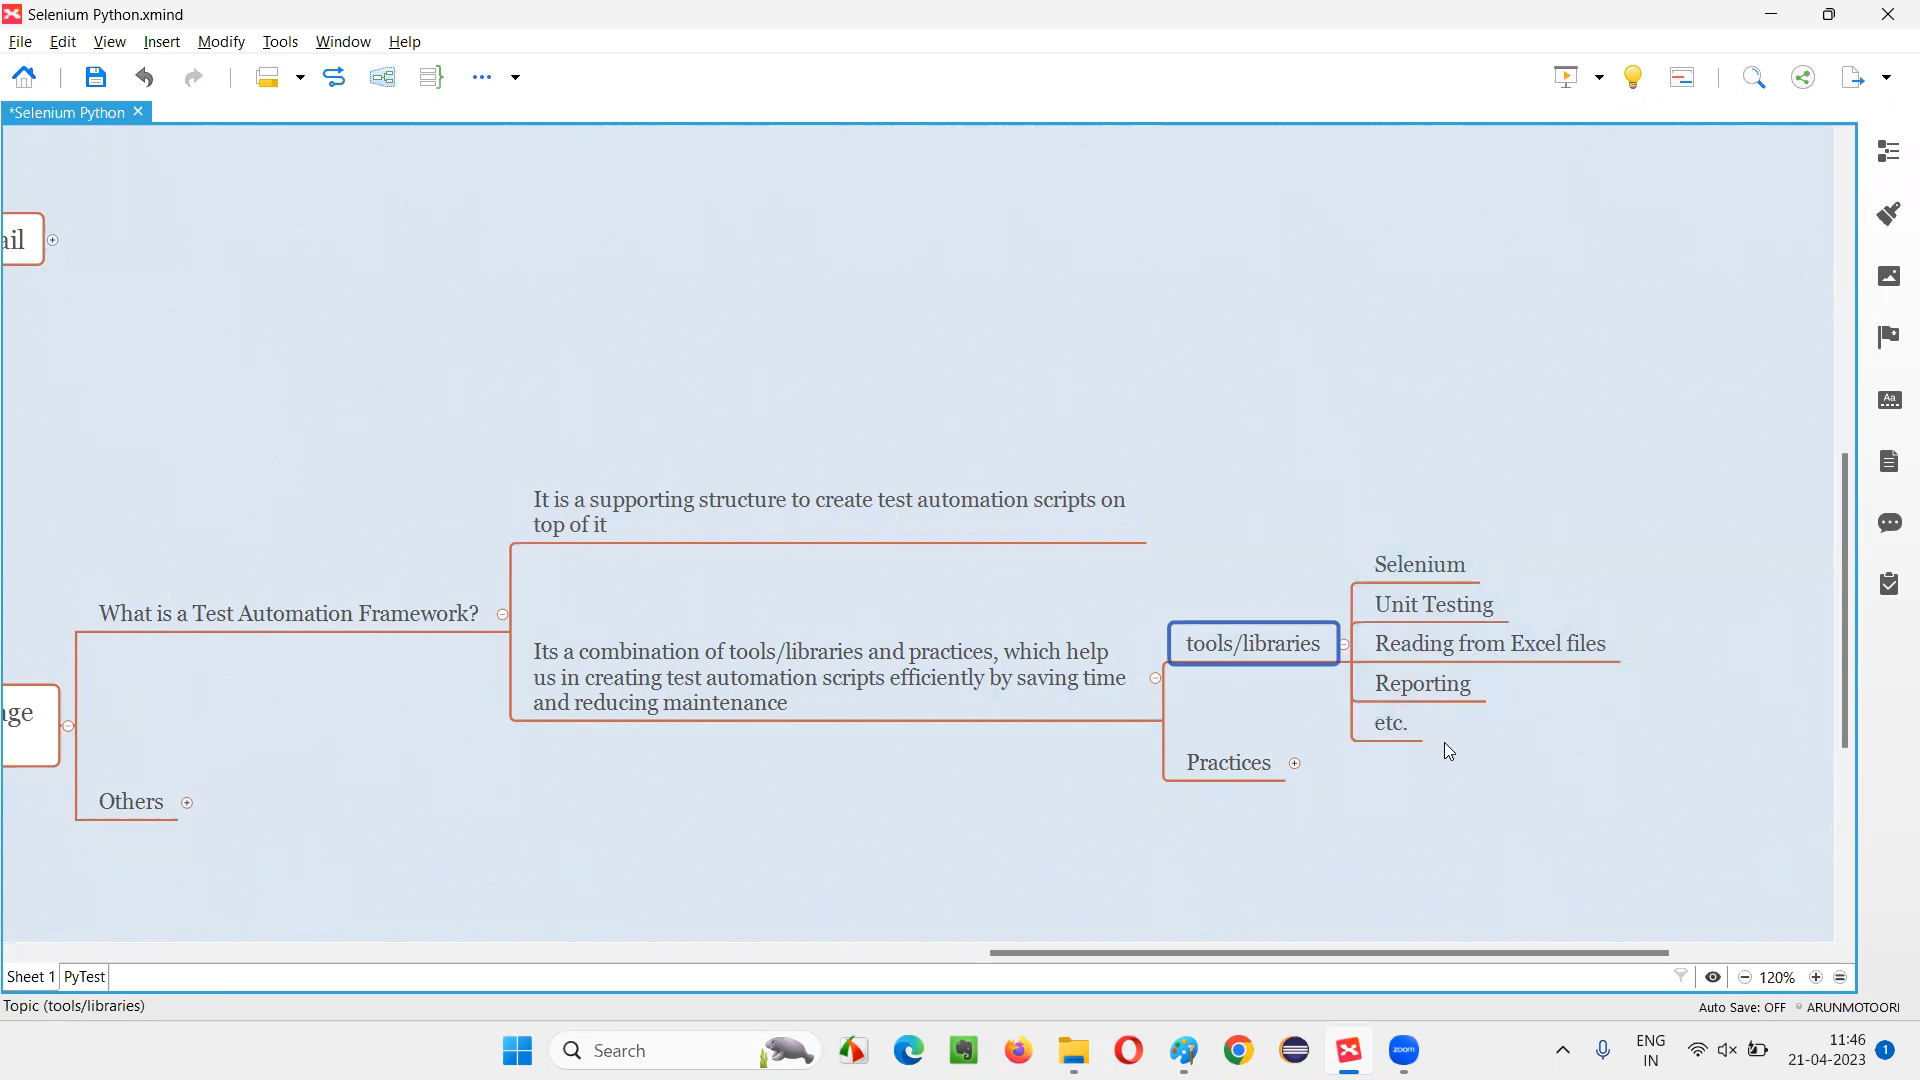 Selenium Python.xmind
File Edit View Insert Modify Tools Window Help
*Selenium Python
ail
It is a supporting structure to create test automation scripts on
top of it
Selenium
What is a Test Automation Framework?
Unit Testing
Its a combination of tools/libraries and practices, which help
us in creating test automation scripts efficiently by saving time
and reducing maintenance
tools/libraries
Reading from Excel files
Reporting
age
etc.
Practices
Others
Aa
Sheet 1 PyTest
120%
Topic (tools/libraries)
Auto Save: OFF ARUNMOTOORI
Search
zoom
ENG
IN
11:46
21-04-2023
1